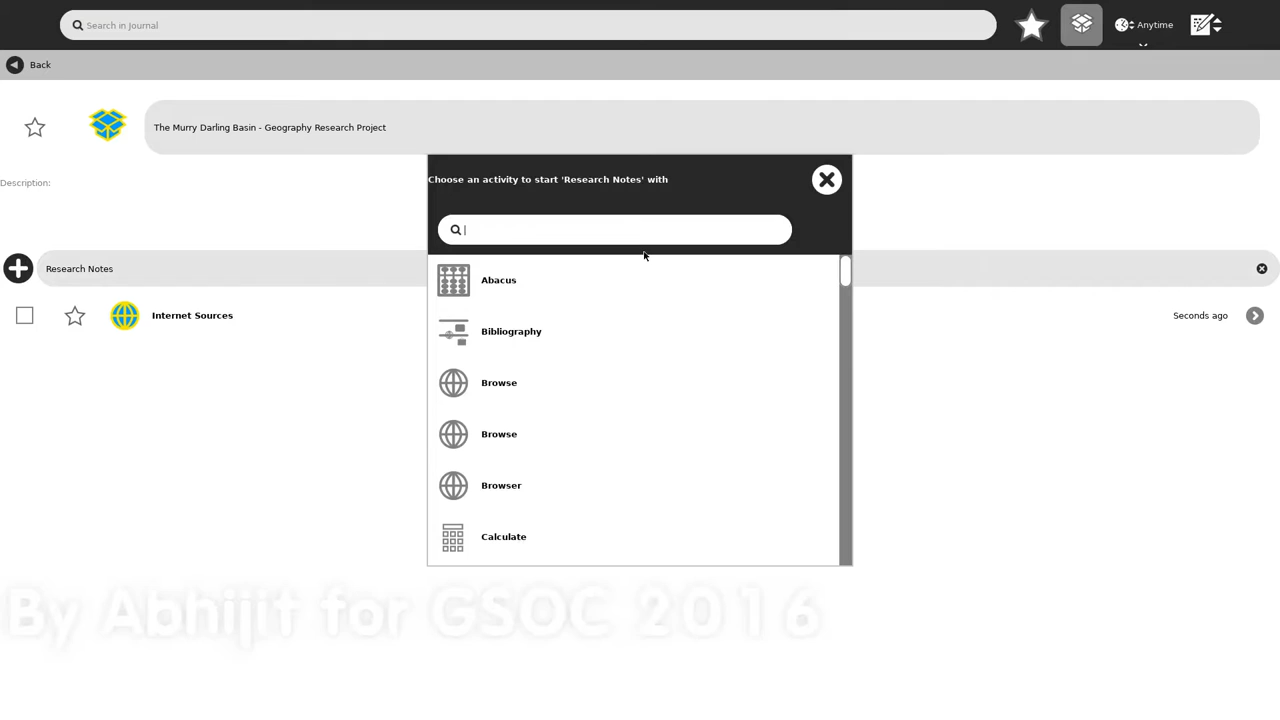 Search in Journal
Anytime
Back
The Murry Darling Basin - Geography Research Project
Description:
Choose an activity to start 'Research Notes' with
Research Notes
Internet Sources
Seconds ago
Abacus
Bibliography
Browse
Browse
Browser
Calculate
By Abhijit for GSOC 2016